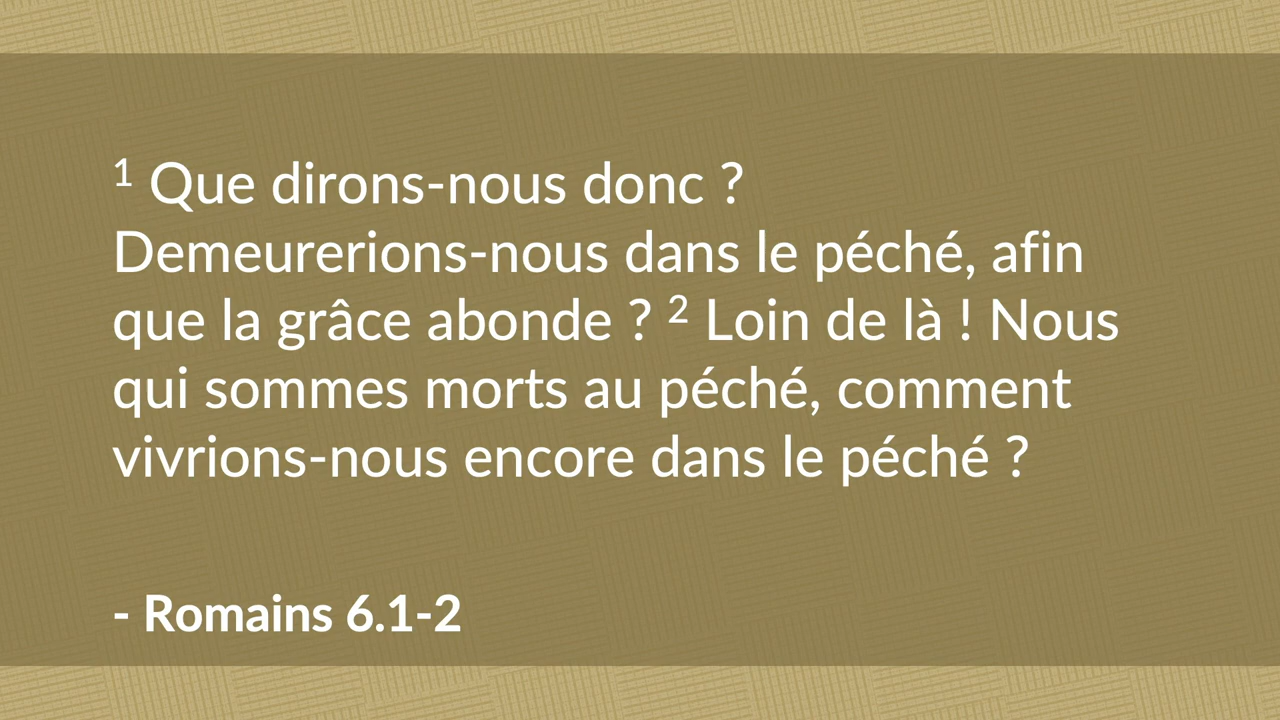 ¹ Que dirons-nous donc ?
Demeurerions-nous dans le péché, afin
que la grâce abonde ? ² Loin de là ! Nous
qui sommes morts au péché, comment
vivrions-nous encore dans le péché ?
- Romains 6.1-2